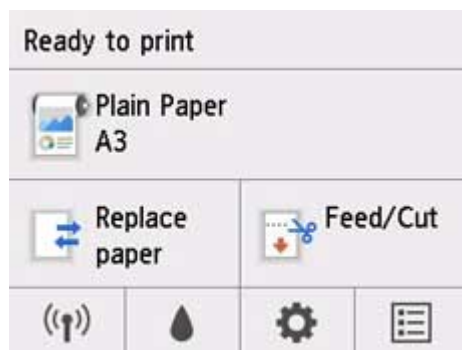 Ready to print
Plain Paper
A3
Replace
paper
Feed/Cut